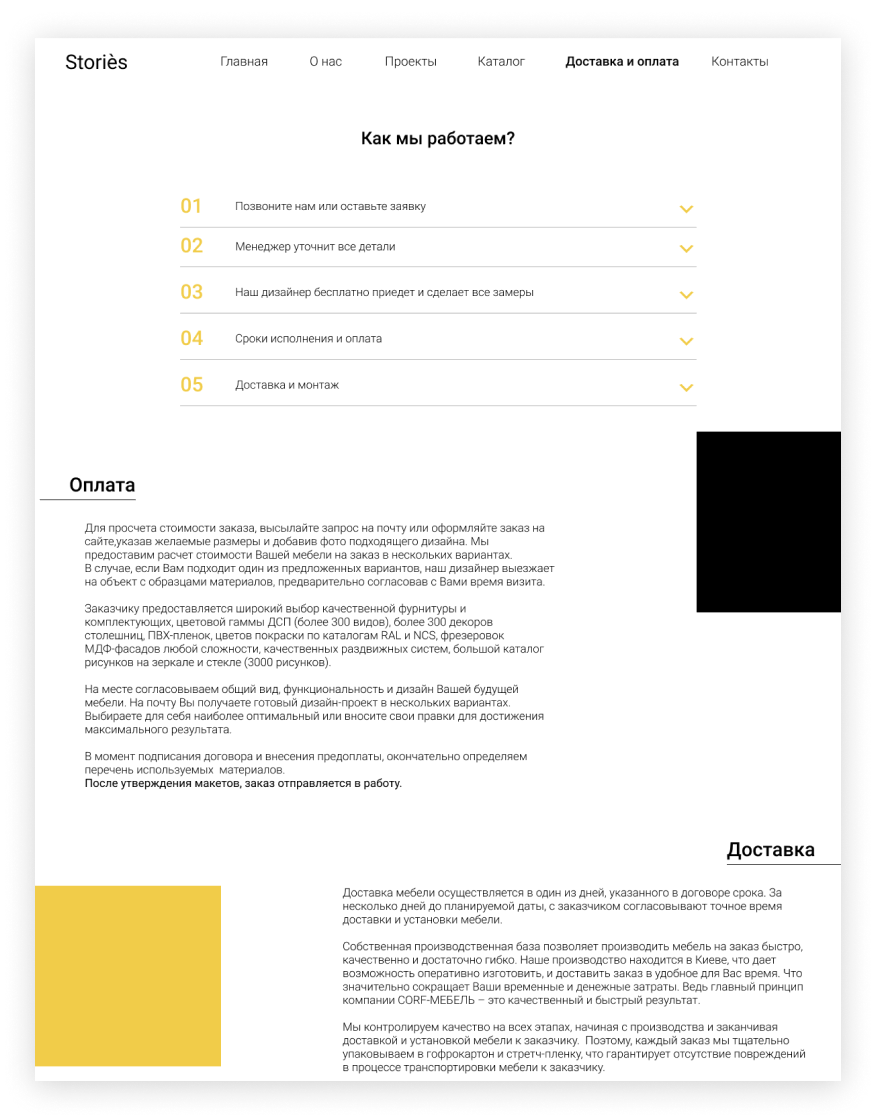 Storiès
Главная О нас Проекты Каталог Доставка и оплата Контакты
Как мы работаем?
01 Позвоните нам или оставьте заявку
02 Менеджер уточнит все детали
03 Наш дизайнер бесплатно приедет и сделает все замеры
04 Сроки исполнения и оплата
05 Доставка и монтаж
Оплата
Для просчета стоимости заказа, высылайте запрос на почту или оформляйте заказ на
сайте,указав желаемые размеры и добавив фото подходящего дизайна. Мы
предоставим расчет стоимости Вашей мебели на заказ в нескольких вариантах.
В случае, если Вам подходит один из предложенных вариантов, наш дизайнер выезжает
на объект с образцами материалов, предварительно согласовав с Вами время визита.
Заказчику предоставляется широкий выбор качественной фурнитуры и
комплектующих, цветовой гаммы ДСП (более 300 видов), более 300 декоров
столешниц, ПВХ-пленок, цветов покраски по каталогам RAL и NCS, фрезеровок
МДФ-фасадов любой сложности, качественных раздвижных систем, большой каталог
рисунков на зеркале и стекле (3000 рисунков).
На месте согласовываем общий вид, функциональность и дизайн Вашей будущей
мебели. На почту Вы получаете готовый дизайн-проект в нескольких вариантах.
Выбираете для себя наиболее оптимальный или вносите свои правки для достижения
максимального результата.
В момент подписания договора и внесения предоплаты, окончательно определяем
перечень используемых  материалов.
После утверждения макетов, заказ отправляется в работу.
Доставка
Доставка мебели осуществляется в один из дней, указанного в договоре срока. За
несколько дней до планируемой даты, с заказчиком согласовывают точное время
доставки и установки мебели.
Собственная производственная база позволяет производить мебель на заказ быстро,
качественно и достаточно гибко. Наше производство находится в Киеве, что дает
возможность оперативно изготовить, и доставить заказ в удобное для Вас время. Что
значительно сокращает Ваши временные и денежные затраты. Ведь главный принцип
компании CORF-МЕБЕЛЬ – это качественный и быстрый результат.
Мы контролируем качество на всех этапах, начиная с производства и заканчивая
доставкой и установкой мебели к заказчику.  Поэтому, каждый заказ мы тщательно
упаковываем в гофрокартон и стретч-пленку, что гарантирует отсутствие повреждений
в процессе транспортировки мебели к заказчику.